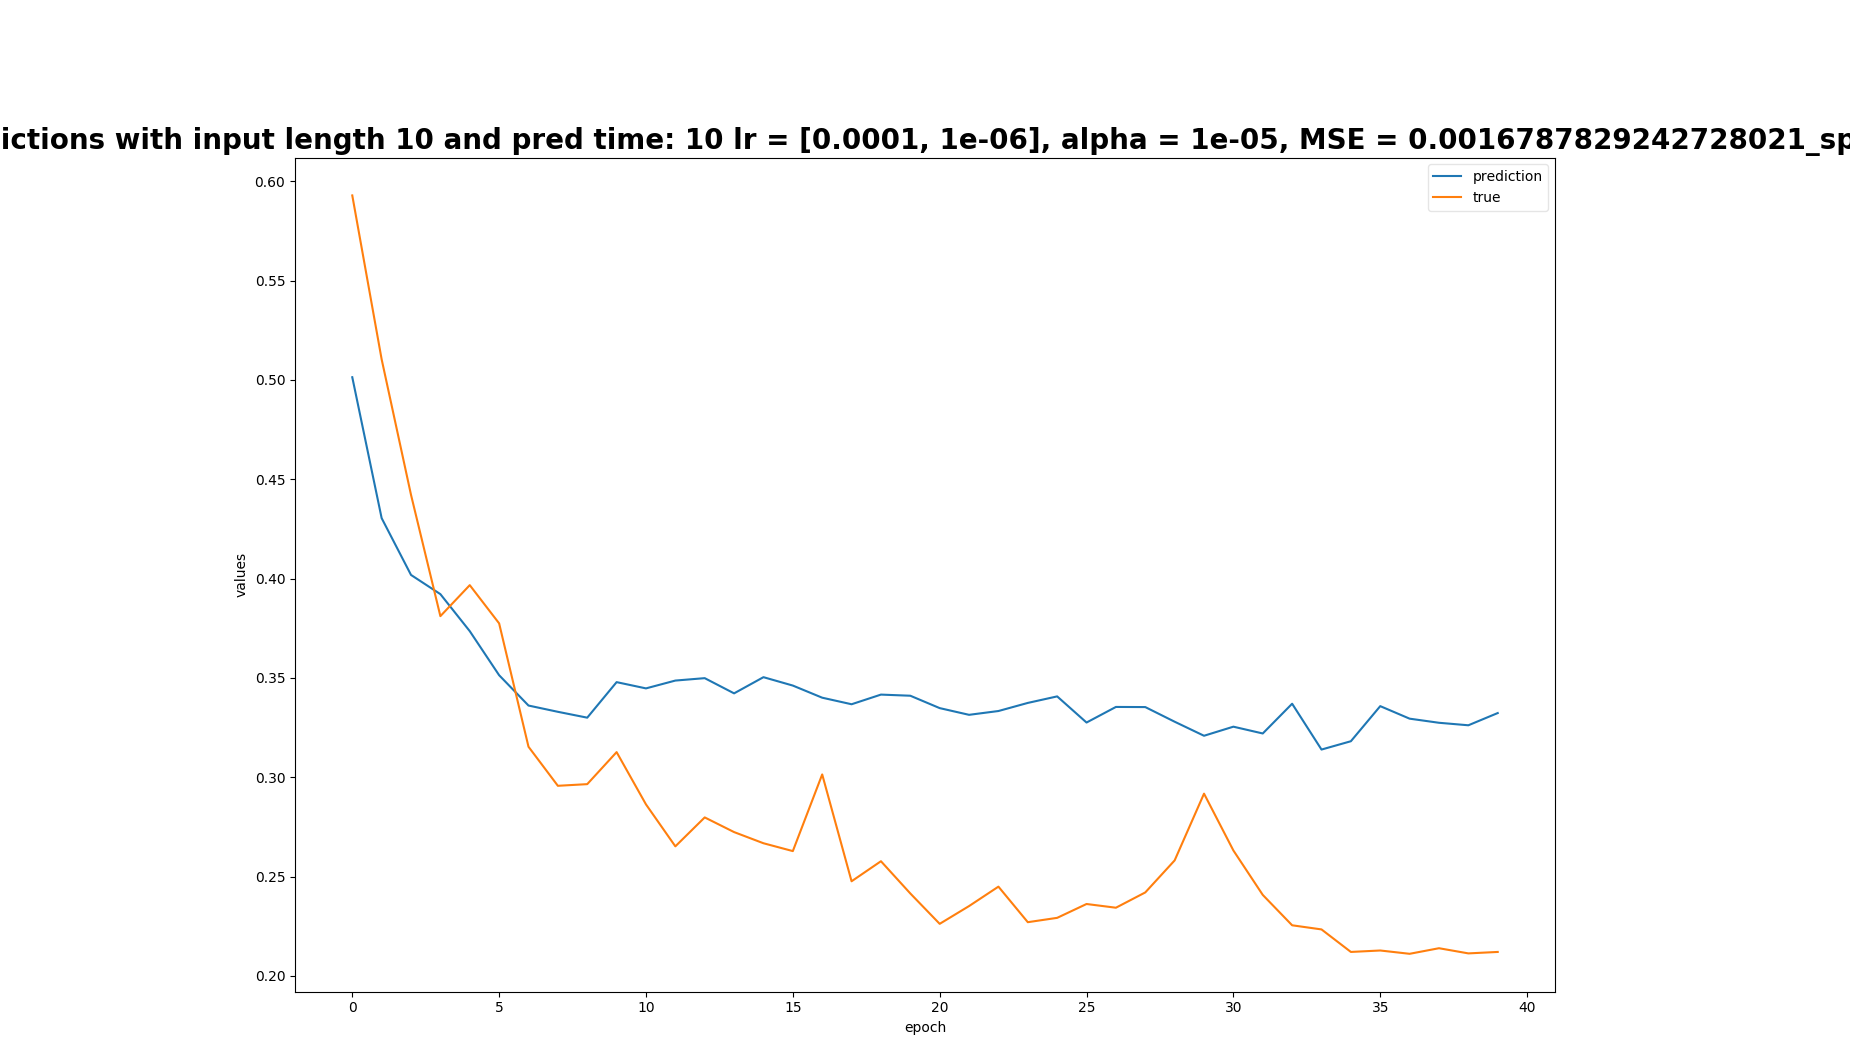 ictions with input length 10 and pred time: 10 lr = [0.0001, 1e-06], alpha = 1e-05, MSE = 0.0016787829242728021_sp
prediction
true
0.60
0.55
0.50
0.45
0.40
0.35
0.30
0.25
0.20
values
0 5 10 15 20 25 30 35 40
epoch